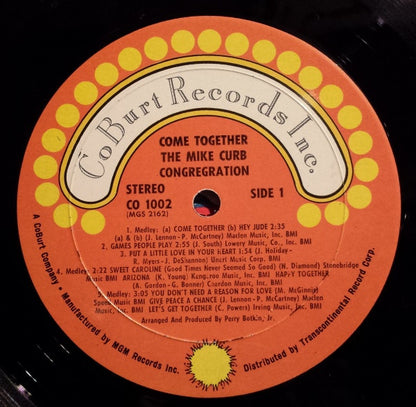 CoBurt Records Inc.
COME TOGETHER
THE MIKE CURB
CONGREGRATION
STEREO
SIDE 1
CO 1002
(MGS 2162)
1. Medley: (a) COME TOGETHER (b) HEY JUDE 2:35
(a) & (b) (J. Lennon - P. McCartney) Maclen Music, Inc. BMI
2. GAMES PEOPLE PLAY 2:55 (J. South) Lowery Music, Co., Inc. BMI
3. PUT A LITTLE LOVE IN YOUR HEART 1:54 (J. Holiday -
R. Myers - J. DeShannon) Unart Music Corp. BMI
4. Medley 2:22 SWEET CAROLINE (Good Times Never Seemed So Good) (N. Diamond) Stonebridge
Music BMI ARIZONA (K. Young) Kangaroo Music Inc. BMI HAPPY TOGETHER
(A. Gordon - G. Bonner) Coordon Music Inc. BMI
5. Medley: 3:05 YOU DON'T NEED A REASON FOR LOVE (M. McGinnis)
Speed Music BMI GIVE PEACE A CHANCE (J. Lennon - P. McCartney) Maclen
Music, Inc. BMI LET'S GET TOGETHER (C. Powers) Irving Music, Inc. BMI
Arranged And Produced by Perry Botkin, Jr.
A CoBurt Company. • Manufactured by MGM Records Inc. Distributed by Transcontinental Record Corp.